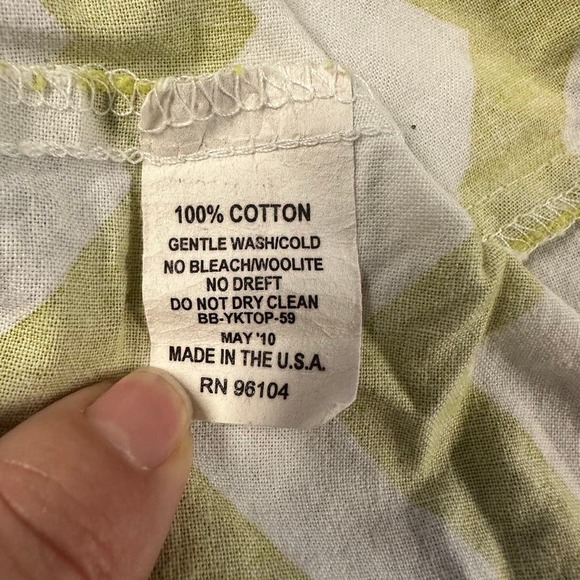 100% COTTON
GENTLE WASH/COLD
NO BLEACH/WOOLITE
NO DREFT
DO NOT DRY CLEAN
BB-YKTOP-59
MAY '10
MADE IN THE U.S.A.
RN 96104